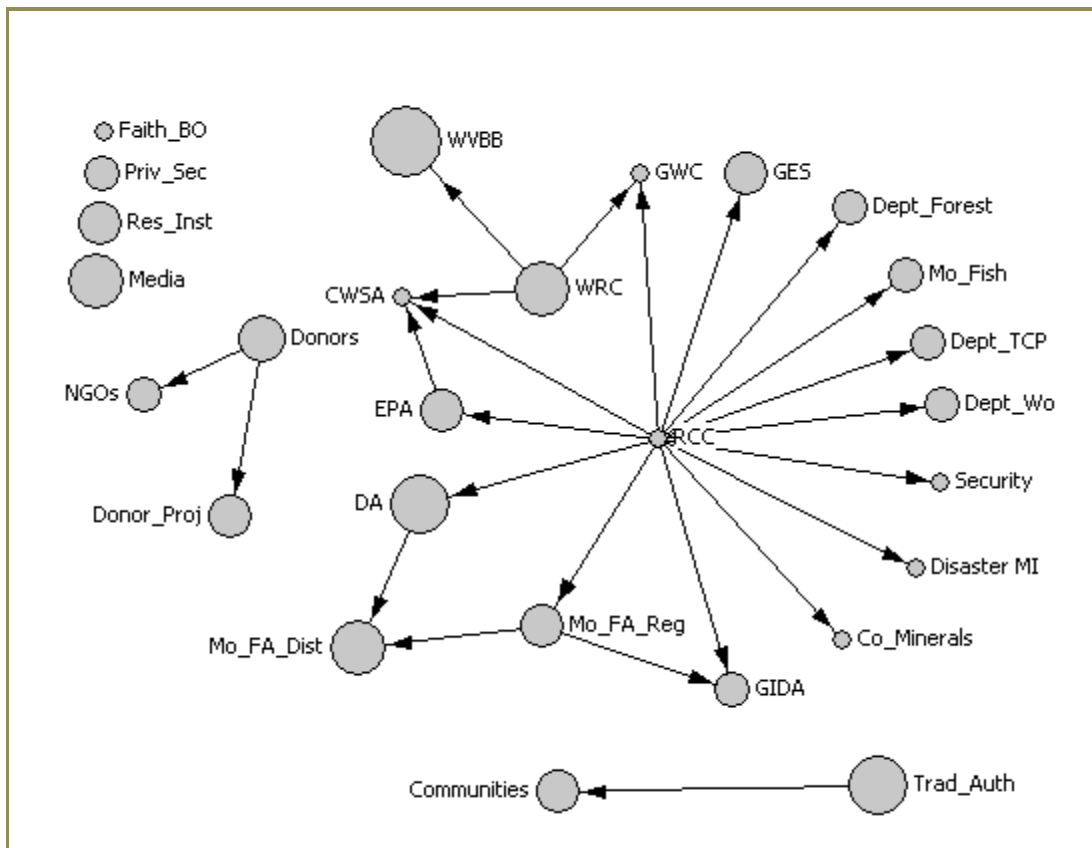 Faith_BO
Priv_Sec
Res_Inst
Media
WVBB
GWC
GES
Dept_Forest
Mo_Fish
WRC
CWSA
Donors
Dept_TCP
NGOs
EPA
Dept_Wo
RCC
Security
DA
Donor_Proj
Disaster MI
Mo_FA_Reg
Mo_FA_Dist
Co_Minerals
GIDA
Communities
Trad_Auth